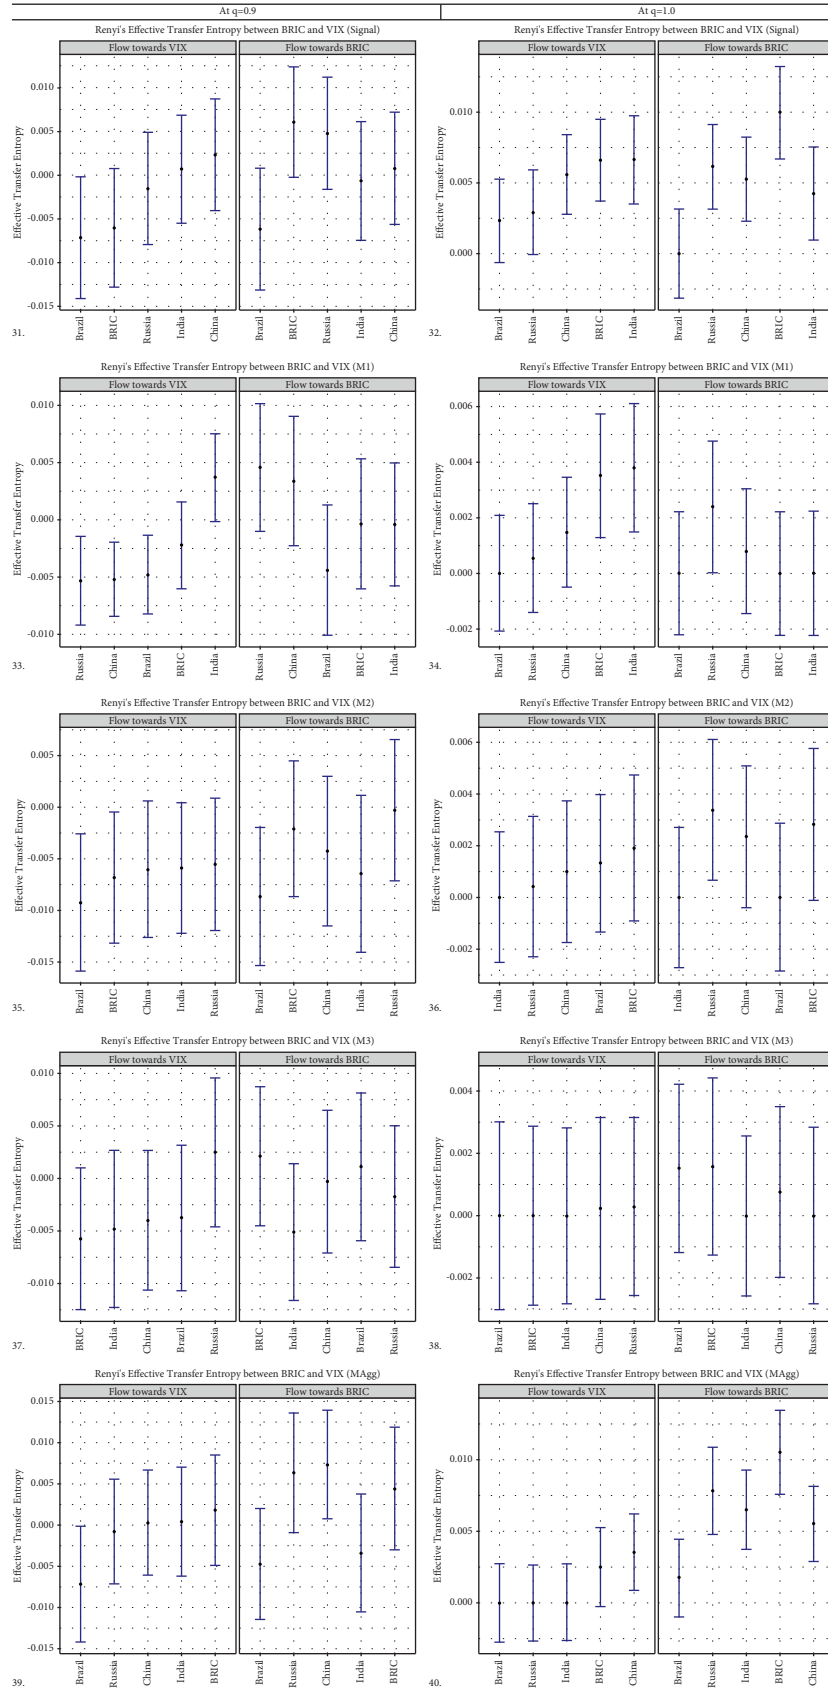 At q=0.9
At q=1.0
Renyi's Effective Transfer Entropy between BRIC and VIX (Signal)
Flow towards VIX
Flow towards BRIC
Effective Transfer Entropy
0.010
0.005
0.000
-0.005
-0.010
-0.015
Brazil
BRIC
Russia
India
China
Brazil
BRIC
Russia
India
China
31.
Renyi's Effective Transfer Entropy between BRIC and VIX (Signal)
Flow towards VIX
Flow towards BRIC
Effective Transfer Entropy
0.010
0.005
0.000
Brazil
Russia
China
BRIC
India
Brazil
Russia
China
BRIC
India
32.
Renyi's Effective Transfer Entropy between BRIC and VIX (M1)
Flow towards VIX
Flow towards BRIC
Effective Transfer Entropy
0.010
0.005
0.000
-0.005
-0.010
Russia
China
Brazil
BRIC
India
Russia
China
Brazil
BRIC
India
33.
Renyi's Effective Transfer Entropy between BRIC and VIX (M1)
Flow towards VIX
Flow towards BRIC
Effective Transfer Entropy
0.006
0.004
0.002
0.000
-0.002
Brazil
Russia
China
BRIC
India
Brazil
Russia
China
BRIC
India
34.
Renyi's Effective Transfer Entropy between BRIC and VIX (M2)
Flow towards VIX
Flow towards BRIC
Effective Transfer Entropy
0.005
0.000
-0.005
-0.010
-0.015
Brazil
BRIC
China
India
Russia
Brazil
BRIC
China
India
Russia
35.
Renyi's Effective Transfer Entropy between BRIC and VIX (M2)
Flow towards VIX
Flow towards BRIC
Effective Transfer Entropy
0.006
0.004
0.002
0.000
-0.002
India
Russia
China
Brazil
BRIC
India
Russia
China
Brazil
BRIC
36.
Renyi's Effective Transfer Entropy between BRIC and VIX (M3)
Flow towards VIX
Flow towards BRIC
Effective Transfer Entropy
0.010
0.005
0.000
-0.005
-0.010
BRIC
India
China
Brazil
Russia
BRIC
India
China
Brazil
Russia
37.
Renyi's Effective Transfer Entropy between BRIC and VIX (M3)
Flow towards VIX
Flow towards BRIC
Effective Transfer Entropy
0.004
0.002
0.000
-0.002
Brazil
BRIC
India
China
Russia
Brazil
BRIC
India
China
Russia
38.
Renyi's Effective Transfer Entropy between BRIC and VIX (MAgg)
Flow towards VIX
Flow towards BRIC
Effective Transfer Entropy
0.015
0.010
0.005
0.000
-0.005
-0.010
-0.015
Brazil
Russia
China
India
BRIC
Brazil
Russia
China
India
BRIC
39.
Renyi's Effective Transfer Entropy between BRIC and VIX (MAgg)
Flow towards VIX
Flow towards BRIC
Effective Transfer Entropy
0.010
0.005
0.000
Brazil
Russia
India
BRIC
China
Brazil
Russia
India
BRIC
China
40.